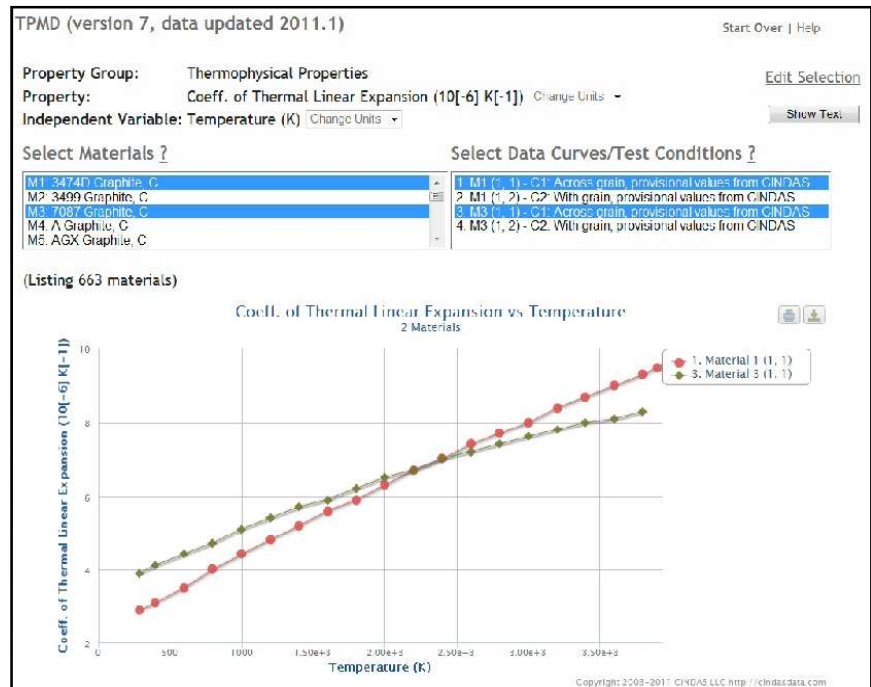 TPMD (version 7, data updated 2011.1)
Start Over | Help
Property Group: Thermophysical Properties
Edit Selection
Property: Coeff. of Thermal Linear Expansion (10[-6] K[-1]) Change Units
Independent Variable: Temperature (K) Change Units
Show Text
Select Materials ?
Select Data Curves/Test Conditions ?
M1: 3474D Graphite, C
M2: 3499 Graphite, C
M3: 7087 Graphite, C
M4: A Graphite, C
M5: AGX Graphite, C
1. M1 (1, 1) - C1: Across grain, provisional values from CINDAS
2. M1 (1, 2) - C2: With grain, provisional values from CINDAS
3. M3 (1, 1) - C1: Across grain, provisional values from CINDAS
4. M3 (1, 2) - C2: With grain, provisional values from CINDAS
(Listing 663 materials)
Coeff. of Thermal Linear Expansion vs Temperature
2 Materials
Coeff. of Thermal Linear Expansion (10[-6] K[-1])
10
8
6
4
2
1. Material 1 (1, 1)
3. Material 3 (1, 1)
0 500 1000 1.50e+3 2.00e+3 2.50e+3 3.00e+3 3.50e+3
Temperature (K)
Copyright 2003-2011 CINDAS LLC http://cindasdata.com